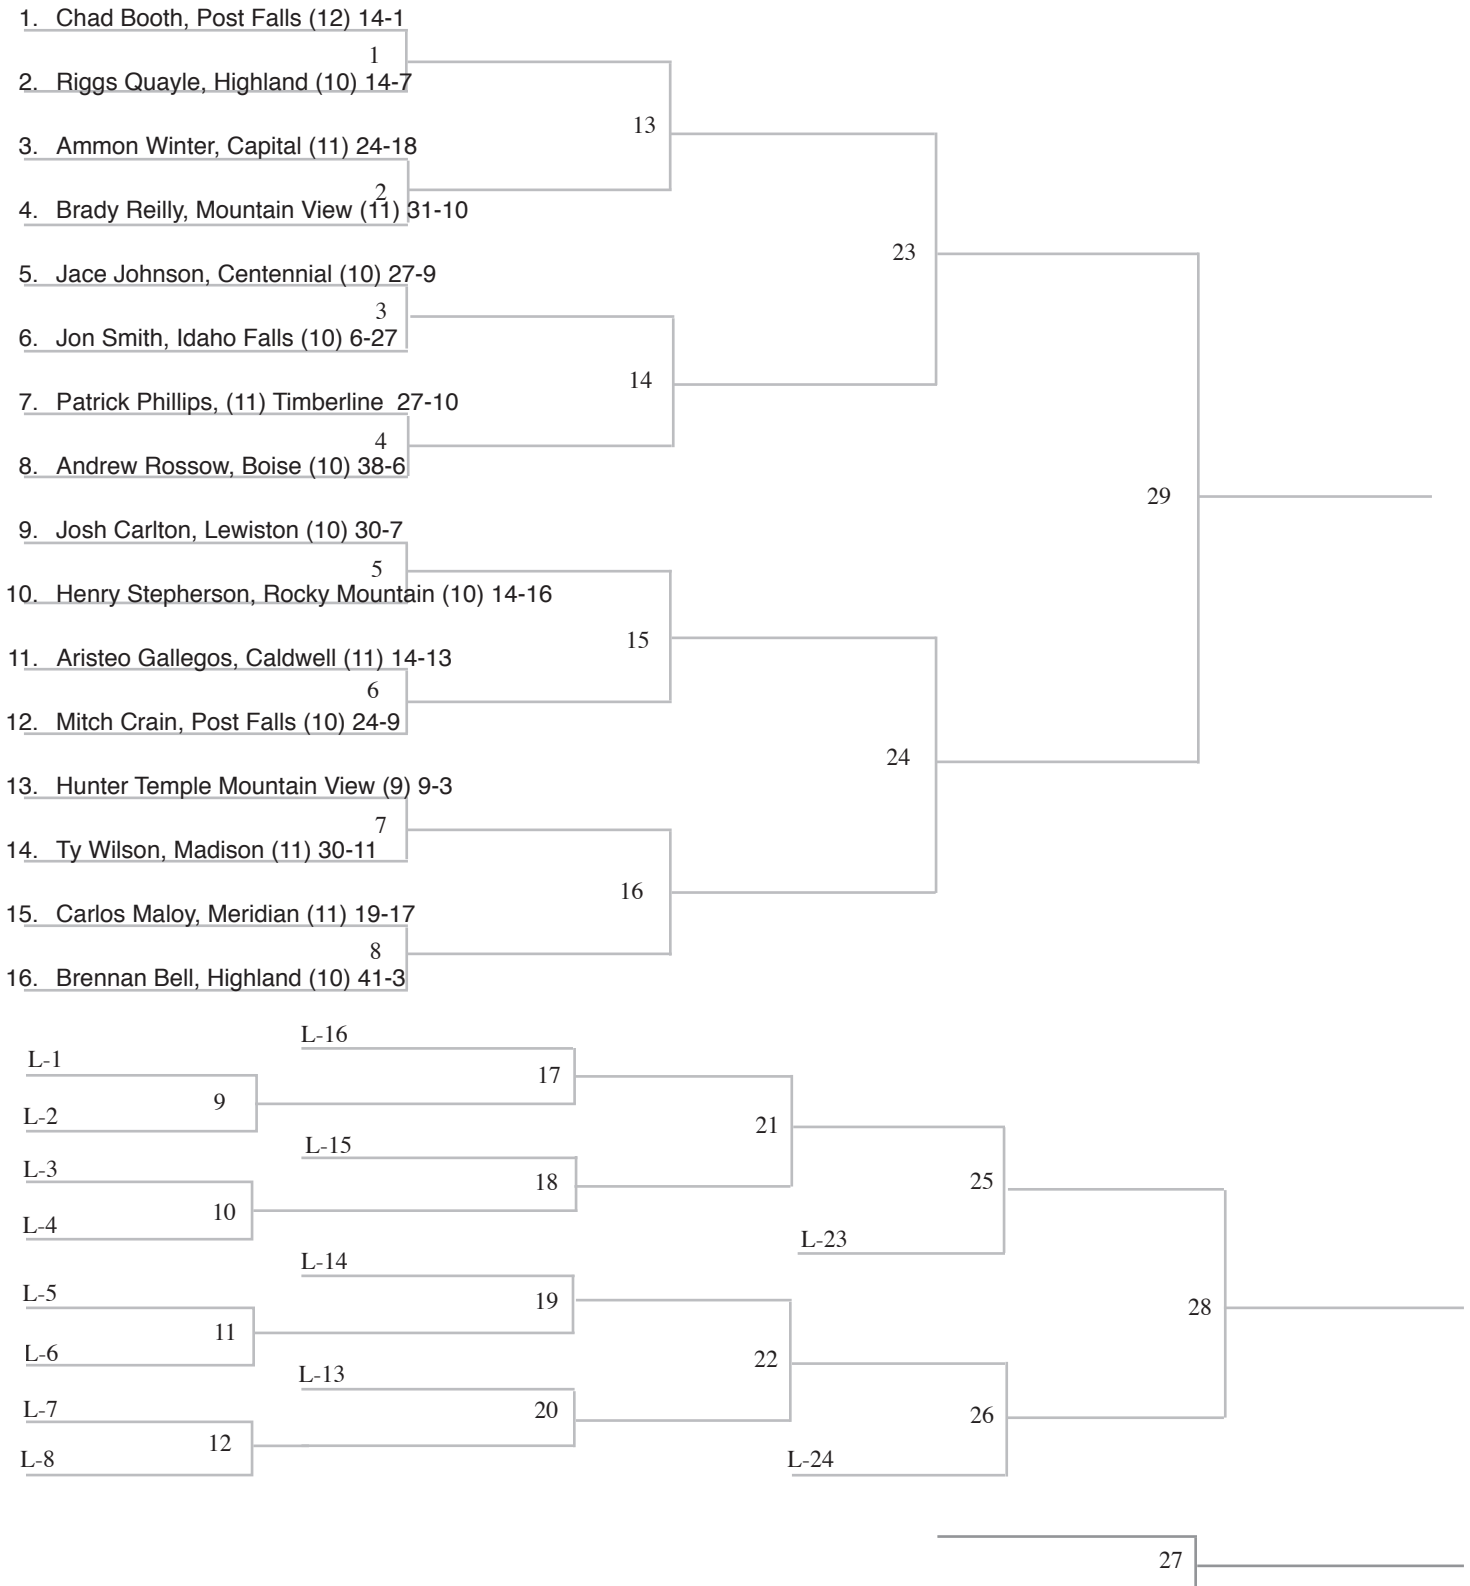 1. Chad Booth, Post Falls (12) 14-1
1
2. Riggs Quayle, Highland (10) 14-7
13
3. Ammon Winter, Capital (11) 24-18
2
4. Brady Reilly, Mountain View (11) 31-10
23
5. Jace Johnson, Centennial (10) 27-9
3
6. Jon Smith, Idaho Falls (10) 6-27
14
7. Patrick Phillips, (11) Timberline 27-10
4
8. Andrew Rossow, Boise (10) 38-6
29
9. Josh Carlton, Lewiston (10) 30-7
5
10. Henry Stepherson, Rocky Mountain (10) 14-16
15
11. Aristeo Gallegos, Caldwell (11) 14-13
6
12. Mitch Crain, Post Falls (10) 24-9
24
13. Hunter Temple Mountain View (9) 9-3
7
14. Ty Wilson, Madison (11) 30-11
16
15. Carlos Maloy, Meridian (11) 19-17
8
16. Brennan Bell, Highland (10) 41-3
L-16
L-1
17
9
L-2
21
L-15
L-3
18
25
10
L-4
L-23
L-14
L-5
19
28
11
L-6
22
L-13
L-7
20
26
12
L-8
L-24
27